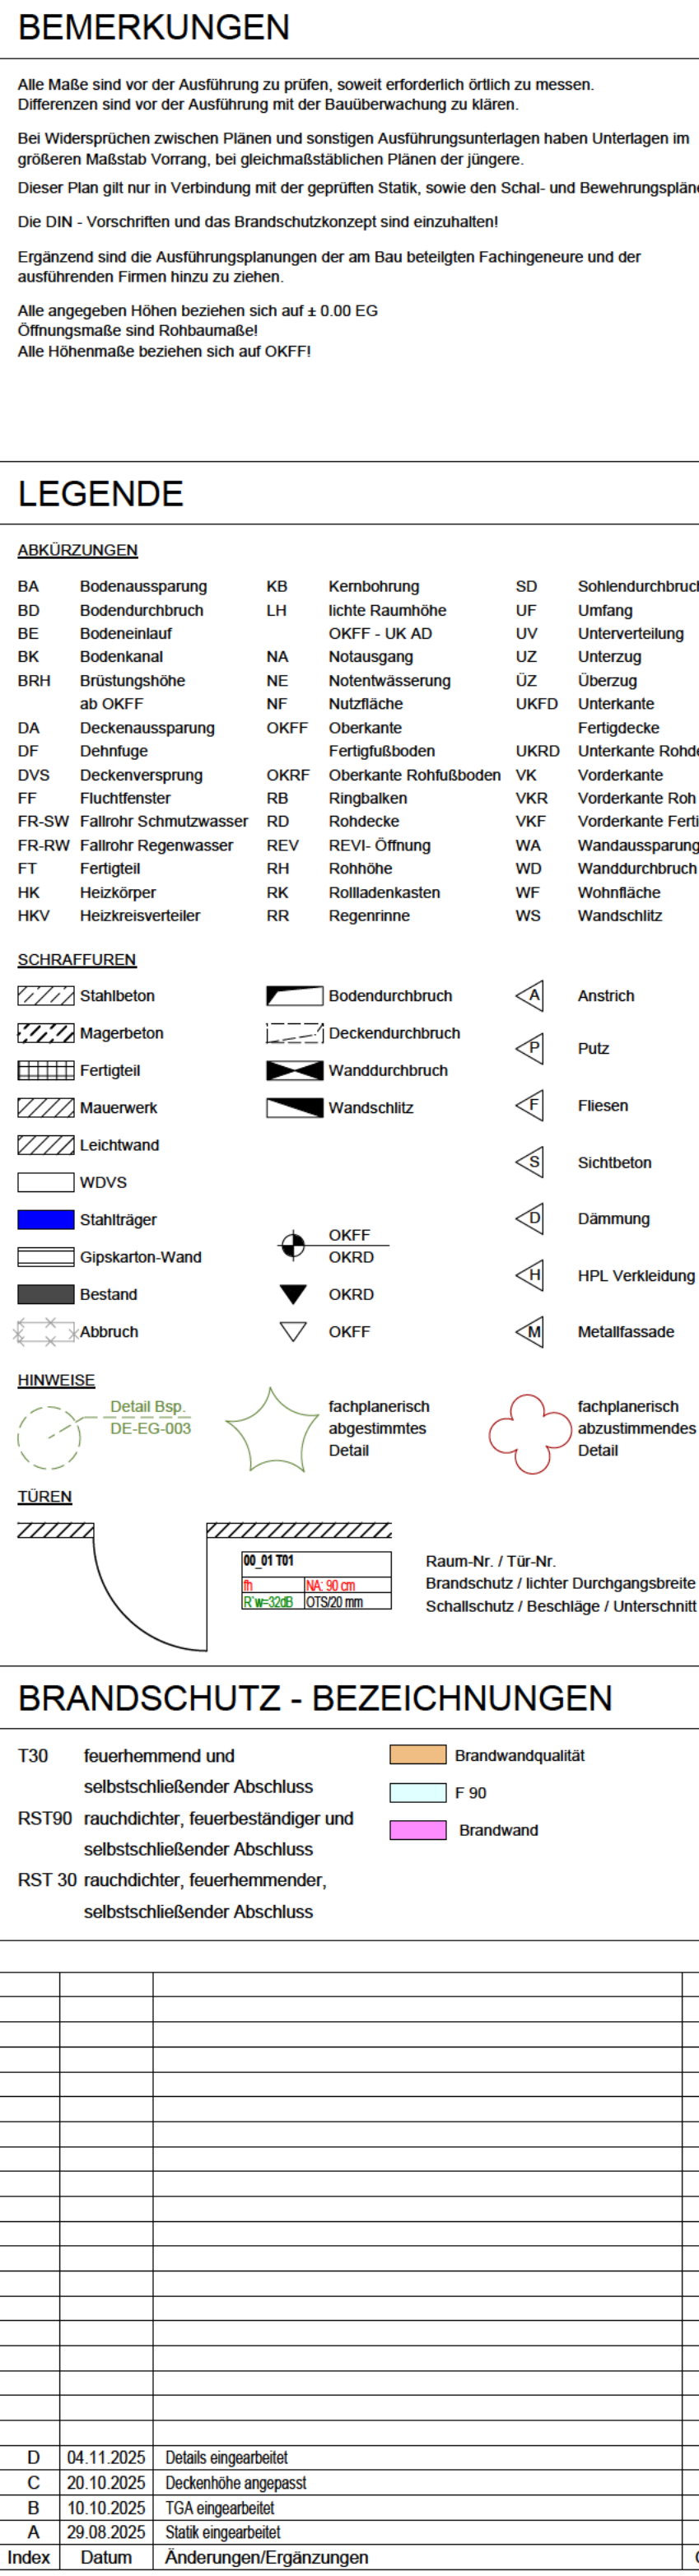 BEMERKUNGEN
Alle Maße sind vor der Ausführung zu prüfen, soweit erforderlich örtlich zu messen.
Differenzen sind vor der Ausführung mit der Bauüberwachung zu klären.
Bei Widersprüchen zwischen Plänen und sonstigen Ausführungsunterlagen haben Unterlagen im
größeren Maßstab Vorrang, bei gleichmaßstäblichen Plänen der jüngere.
Dieser Plan gilt nur in Verbindung mit der geprüften Statik, sowie den Schal- und
Die DIN - Vorschriften und das Brandschutzkonzept sind einzuhalten!
Ergänzend sind die Ausführungsplanungen der am Bau beteilgten Fachingeneure und der
ausführenden Firmen hinzu zu ziehen.
Alle angegeben Höhen beziehen sich auf ± 0.00 EG
Öffnungsmaße sind Rohbaumaße!
Alle Höhenmaße beziehen sich auf OKFF!
LEGENDE
ABKÜRZUNGEN
BA Bodenaussparung KB Kernbohrung SD
BD Bodendurchbruch LH lichte Raumhöhe UF Umfang
BE Bodeneinlauf OKFF - UK AD UV Unterverteilung
BK Bodenkanal NA Notausgang UZ Unterzug
BRH Brüstungshöhe NE Notentwässerung ÜZ Überzug
ab OKFF NF Nutzfläche UKFD Unterkante
DA Deckenaussparung OKFF Oberkante Fertigdecke
DF Dehnfuge Fertigfußboden UKRD Unterkante
DVS Deckenversprung OKRF Oberkante Rohfußboden VK Vorderkante
FF Fluchtfenster RB Ringbalken VKR Vorderkante Roh
FR-SW Fallrohr Schmutzwasser RD Rohdecke VKF Vorderkante
FR-RW Fallrohr Regenwasser REV REVI- Öffnung WA Wandaussparung
FT Fertigteil RH Rohhöhe WD Wanddurchbruch
HK Heizkörper RK Rollladenkasten WF Wohnfläche
HKV Heizkreisverteiler RR Regenrinne WS Wandschlitz
SCHRAFFUREN
Stahlbeton Bodendurchbruch A Anstrich
Magerbeton Deckendurchbruch P Putz
Fertigteil Wanddurchbruch
Mauerwerk Wandschlitz F Fliesen
Leichtwand S Sichtbeton
WDVS
Stahlträger OKFF D Dämmung
Gipskarton-Wand OKRD H HPL Verkleidung
Bestand OKRD
Abbruch OKFF M Metallfassade
HINWEISE
Detail Bsp. fachplanerisch fachplanerisch
DE-EG-003 abgestimmtes abzustimmendes
Detail Detail
TÜREN
00_01 T01 Raum-Nr. / Tür-Nr.
fh NA: 90 cm Brandschutz / lichter Durchgangsbreite
R`w=32dB OTS/20 mm Schallschutz / Beschläge / Unterschnitt
BRANDSCHUTZ - BEZEICHNUNGEN
T30 feuerhemmend und Brandwandqualität
selbstschließender Abschluss F 90
RST90 rauchdichter, feuerbeständiger und Brandwand
selbstschließender Abschluss
RST 30 rauchdichter, feuerhemmender,
selbstschließender Abschluss
D 04.11.2025 Details eingearbeitet
C 20.10.2025 Deckenhöhe angepasst
B 10.10.2025 TGA eingearbeitet
A 29.08.2025 Statik eingearbeitet
Index Datum Änderungen/Ergänzungen